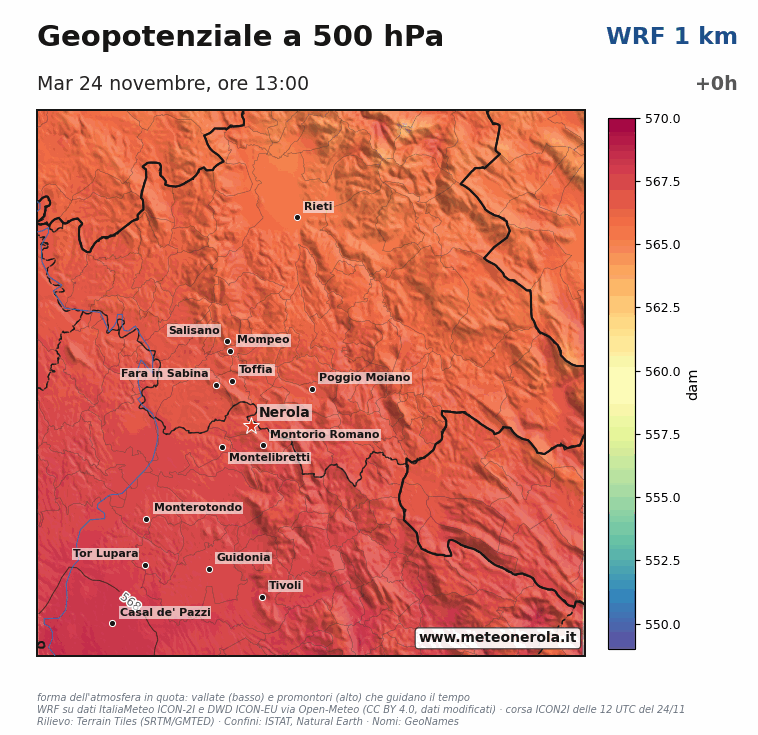 Geopotenziale a 500 hPa
WRF 1 km
Mar 24 novembre, ore 13:00
+0h
Rieti
Salisano
Mompeo
Toffia
Fara in Sabina
Poggio Moiano
Nerola
Montorio Romano
Montelibretti
Monterotondo
Tor Lupara
Guidonia
Tivoli
568
Casal de' Pazzi
www.meteonerola.it
570.0
567.5
565.0
562.5
560.0
557.5
555.0
552.5
550.0
dam
forma dell'atmosfera in quota: vallate (basso) e promontori (alto) che guidano il tempo
WRF su dati ItaliaMeteo ICON-2I e DWD ICON-EU via Open-Meteo (CC BY 4.0, dati modificati) · corsa ICON2I delle 12 UTC del 24/11
Rilievo: Terrain Tiles (SRTM/GMTED) · Confini: ISTAT, Natural Earth · Nomi: GeoNames